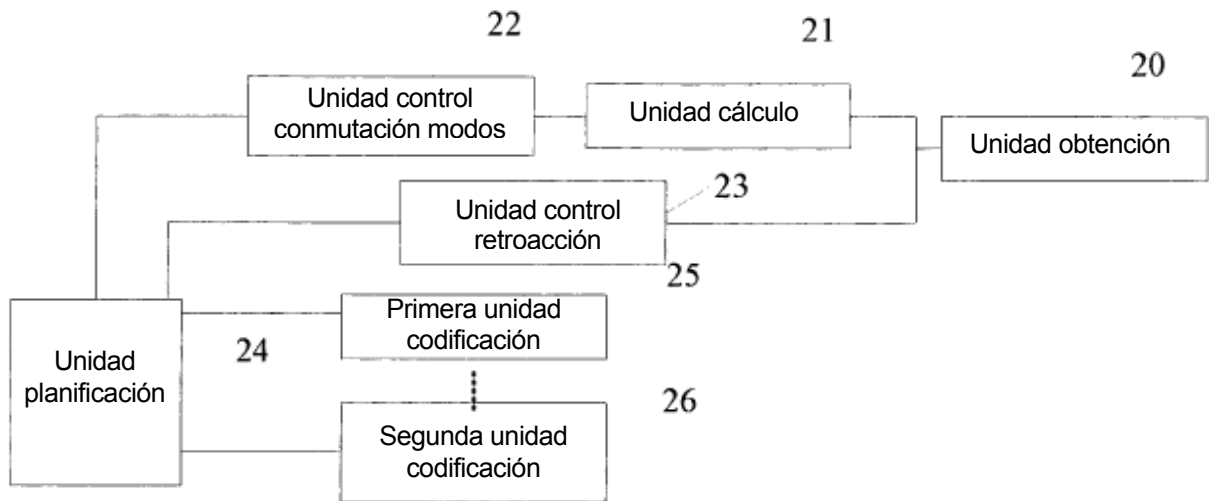 22
21
20
Unidad control
conmutación modos
Unidad cálculo
Unidad obtención
23
Unidad control
retroacción
25
Primera unidad
codificación
24
Unidad
planificación
26
Segunda unidad
codificación